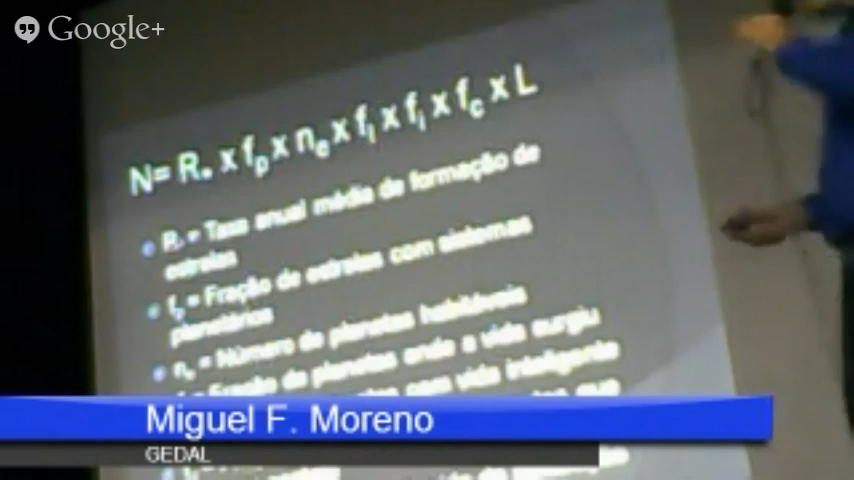 Google+
N= R* x fp x ne x fl x fi x fc x L
R* = Taxa anual média de formação de
estrelas
fp = Fração de estrelas com sistemas
planetários
ne = Número de planetas habitáveis
Fração de planetas onde a vida surgiu
com vida inteligente
que
Miguel F. Moreno
GEDAL